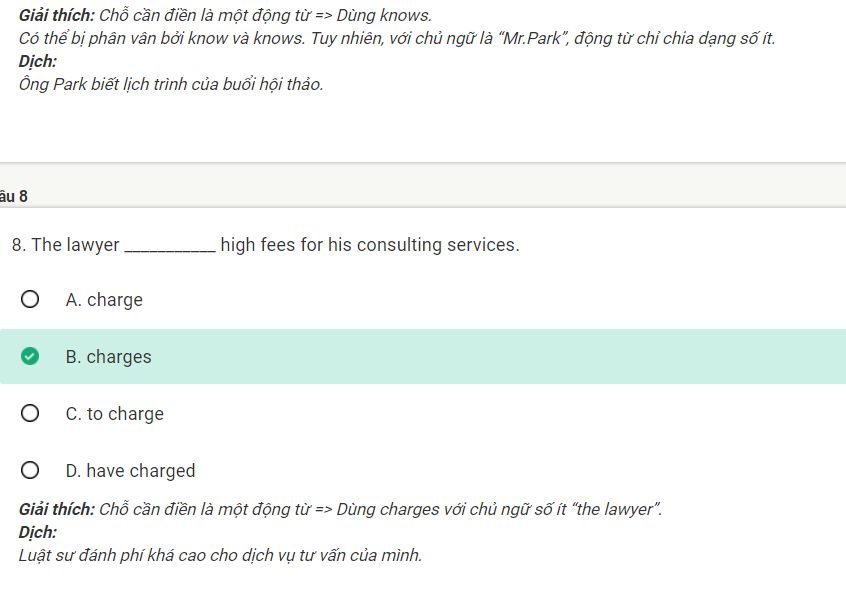 Giải thích: Chỗ cần điền là một động từ => Dùng knows.
Có thể bị phân vân bởi know và knows. Tuy nhiên, với chủ ngữ là “Mr.Park”, động từ chỉ chia dạng số ít.
Dịch:
Ông Park biết lịch trình của buổi hội thảo.
âu 8
8. The lawyer ___________ high fees for his consulting services.
A. charge
B. charges
C. to charge
D. have charged
Giải thích: Chỗ cần điền là một động từ => Dùng charges với chủ ngữ số ít “the lawyer”.
Dịch:
Luật sư đánh phí khá cao cho dịch vụ tư vấn của mình.